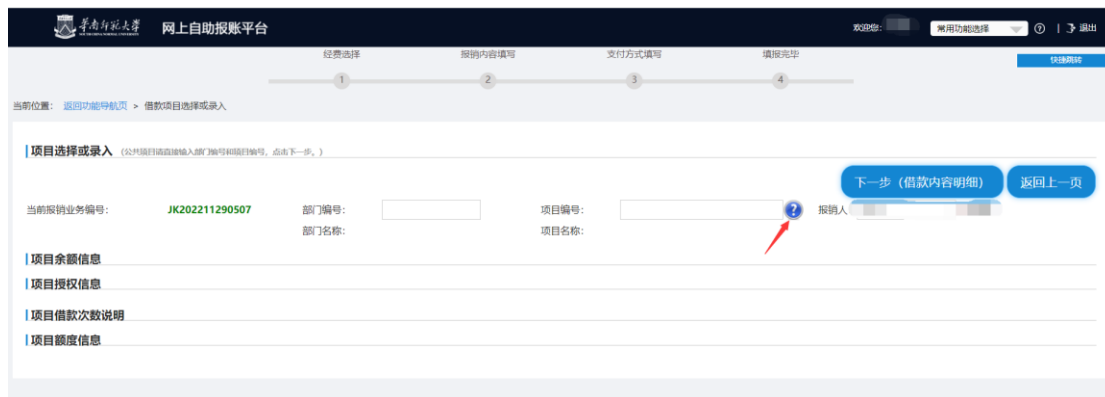 华南师范大学 网上自助报账平台 欢迎您: 常用功能选择 退出
经费选择 报销内容填写 支付方式填写 填报完毕 快捷跳转
1 2 3 4
当前位置: 返回功能导航页 > 借款项目选择或录入
项目选择或录入 (公共项目请直接输入部门编号和项目编号,点击下一步。)
下一步(借款内容明细) 返回上一页
当前报销业务编号: JK202211290507 部门编号: 项目编号: ? 报销人
部门名称: 项目名称:
项目余额信息
项目授权信息
项目借款次数说明
项目额度信息